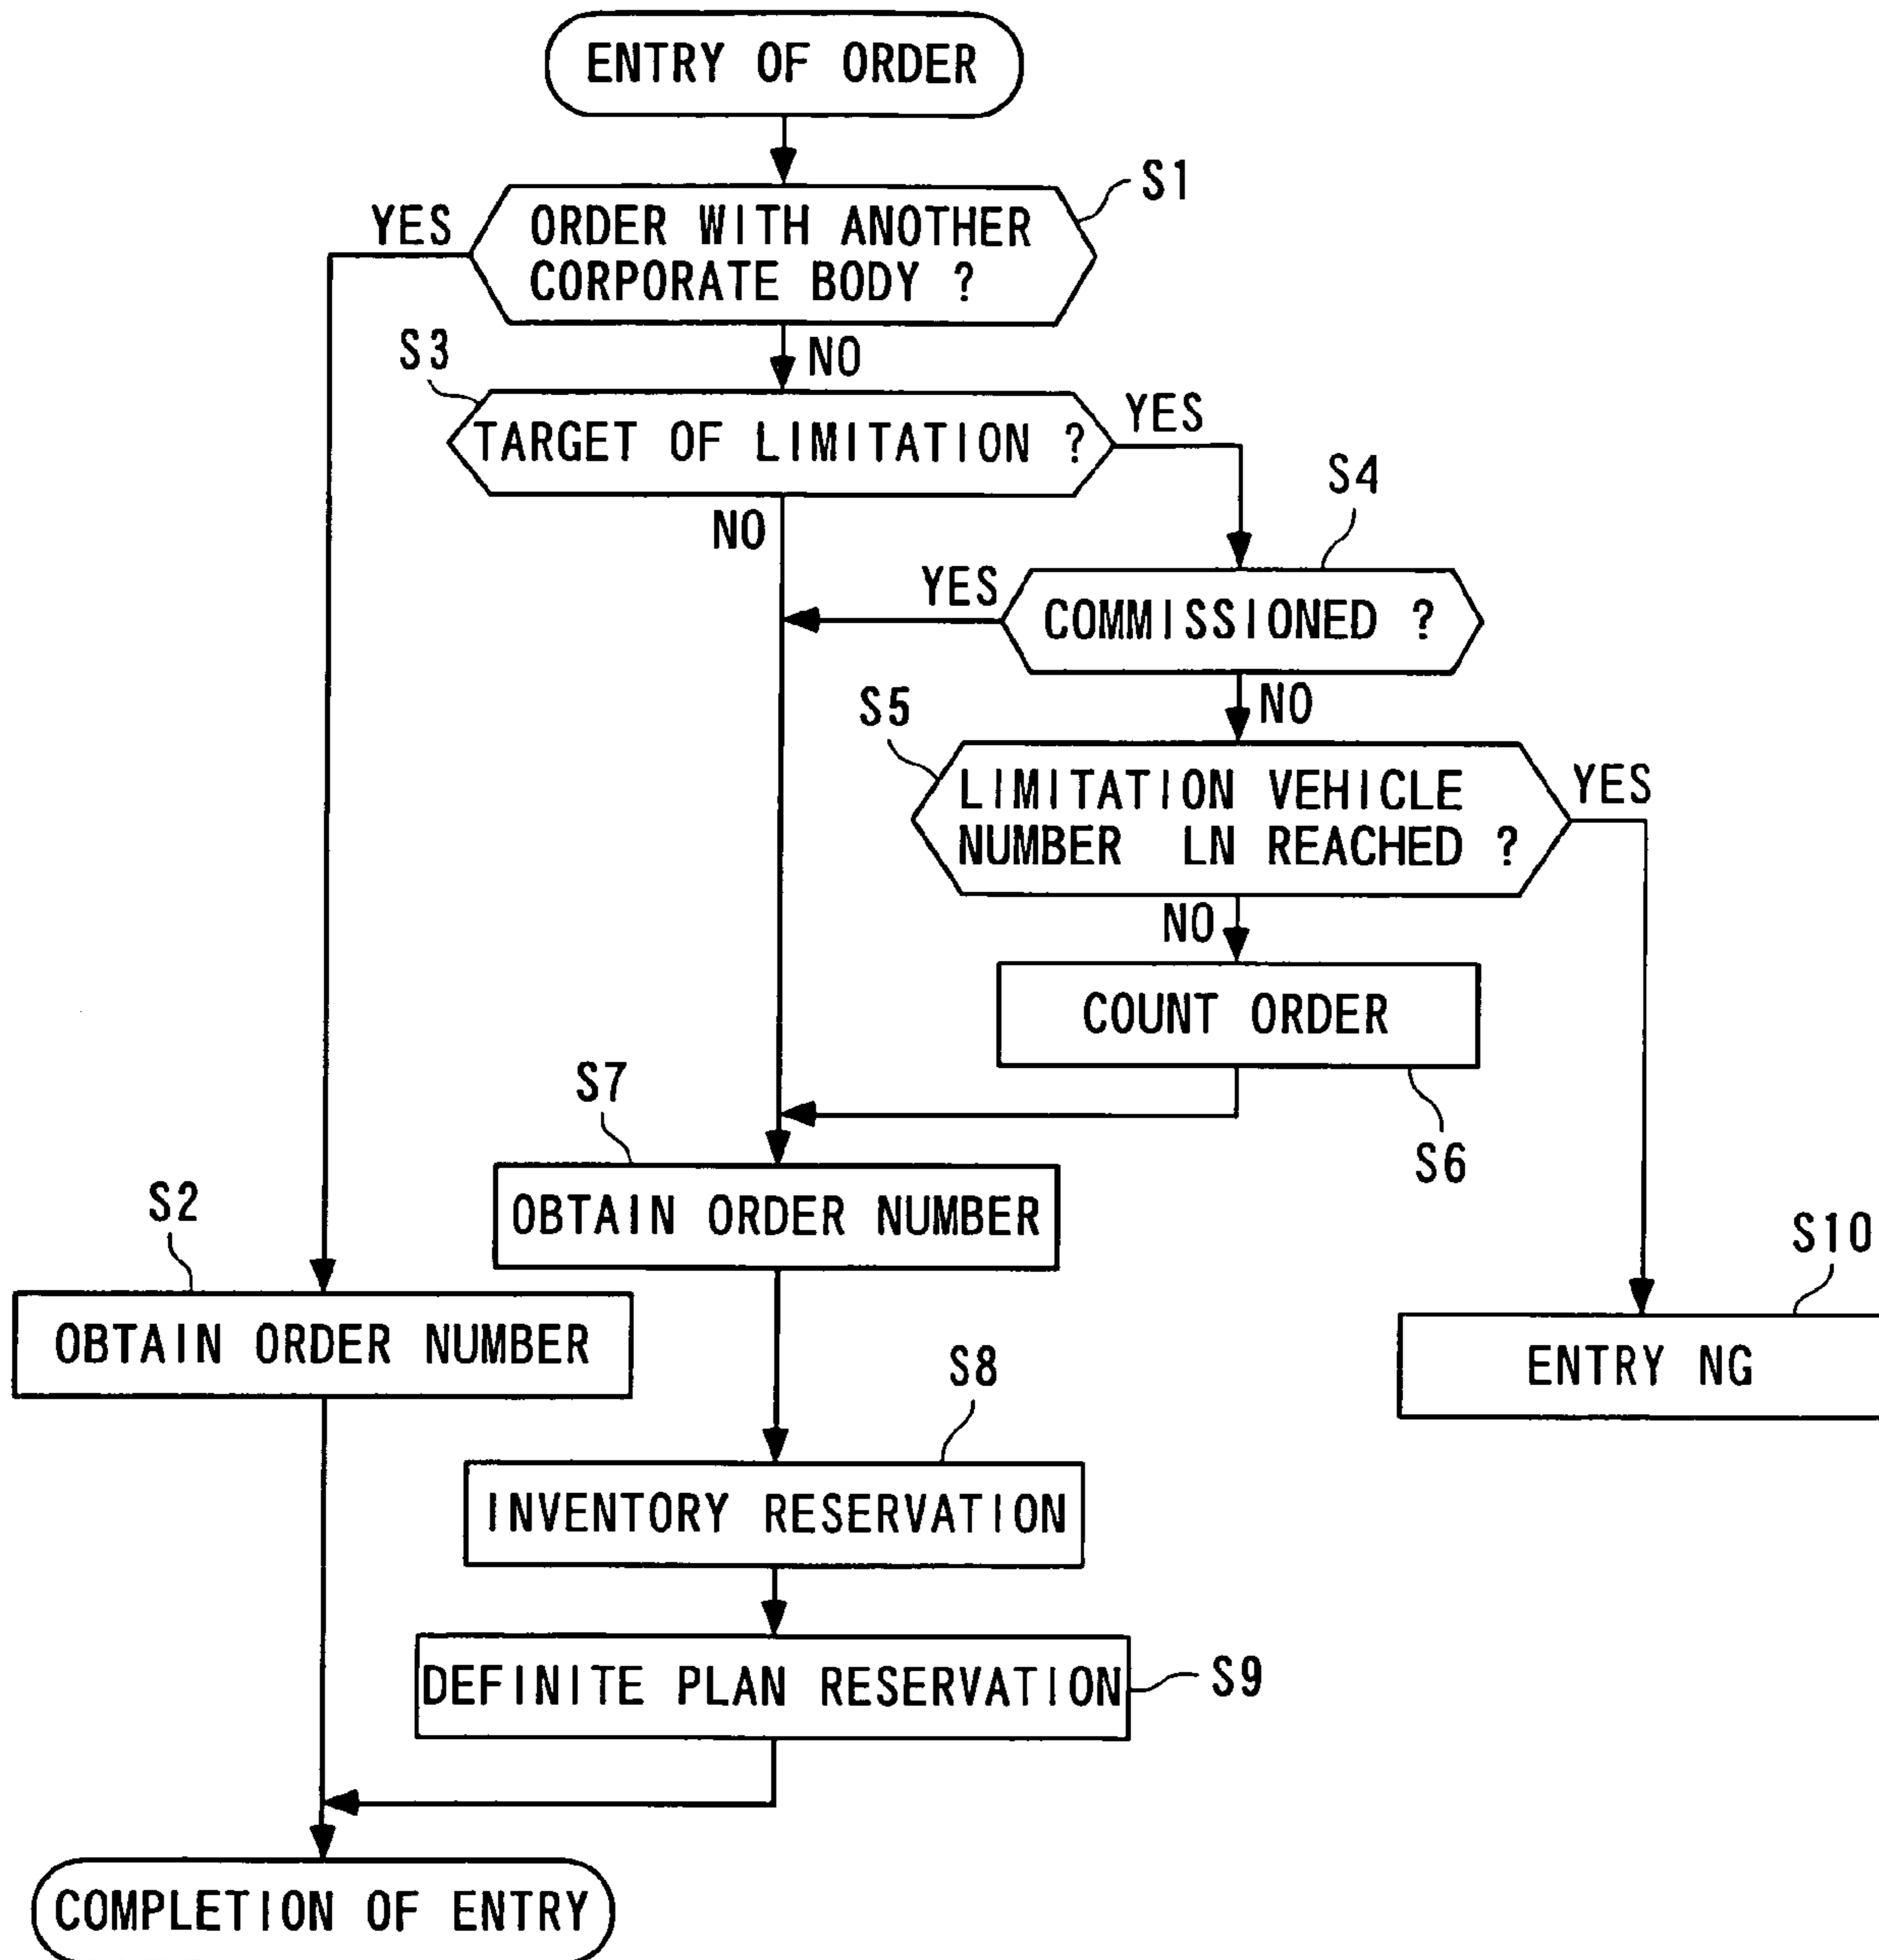 ENTRY OF ORDER
S1
YES
ORDER WITH ANOTHER
CORPORATE BODY ?
S3
NO
TARGET OF LIMITATION ?
YES
S4
NO
YES
COMMISSIONED ?
S5
NO
LIMITATION VEHICLE
NUMBER LN REACHED ?
YES
NO
COUNT ORDER
S7
S6
S2
OBTAIN ORDER NUMBER
S10
OBTAIN ORDER NUMBER
S8
ENTRY NG
INVENTORY RESERVATION
DEFINITE PLAN RESERVATION
S9
COMPLETION OF ENTRY